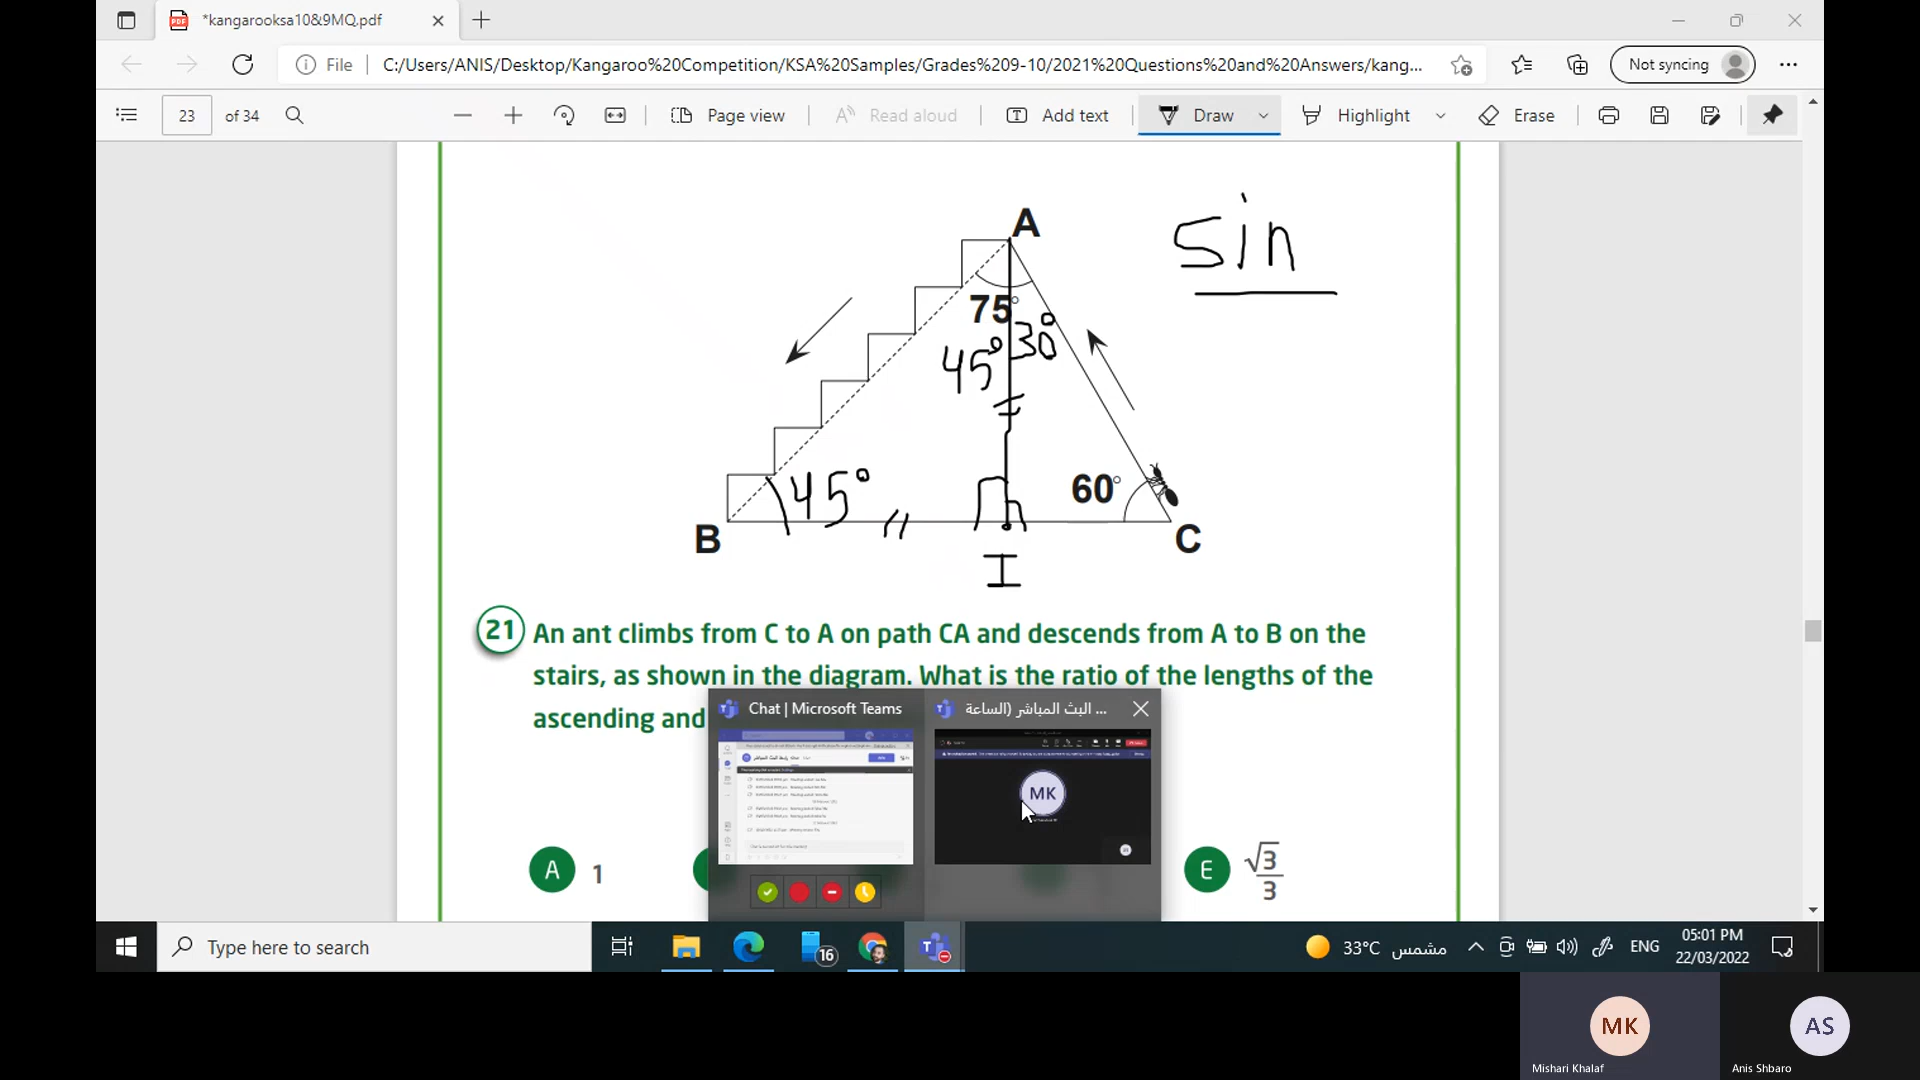 *kangarooksa10&9MQ.pdf
File C:/Users/ANIS/Desktop/Kangaroo%20Competition/KSA%20Samples/Grades%209-10/2021%20Questions%20and%20Answers/kang... Not syncing
23 of 34 Page view Read aloud Add text Draw Highlight Erase
A
sin
75°
45° 30°
45°
60°
B
C
I
21 An ant climbs from C to A on path CA and descends from A to B on the
stairs, as shown in the diagram. What is the ratio of the lengths of the
ascending and
Chat | Microsoft Teams
البث المباشر (الساعة ...
MK
A 1
E √3/3
Type here to search
16
33°C مشمس
ENG
05:01 PM
22/03/2022
MK
AS
Mishari Khalaf
Anis Shbaro